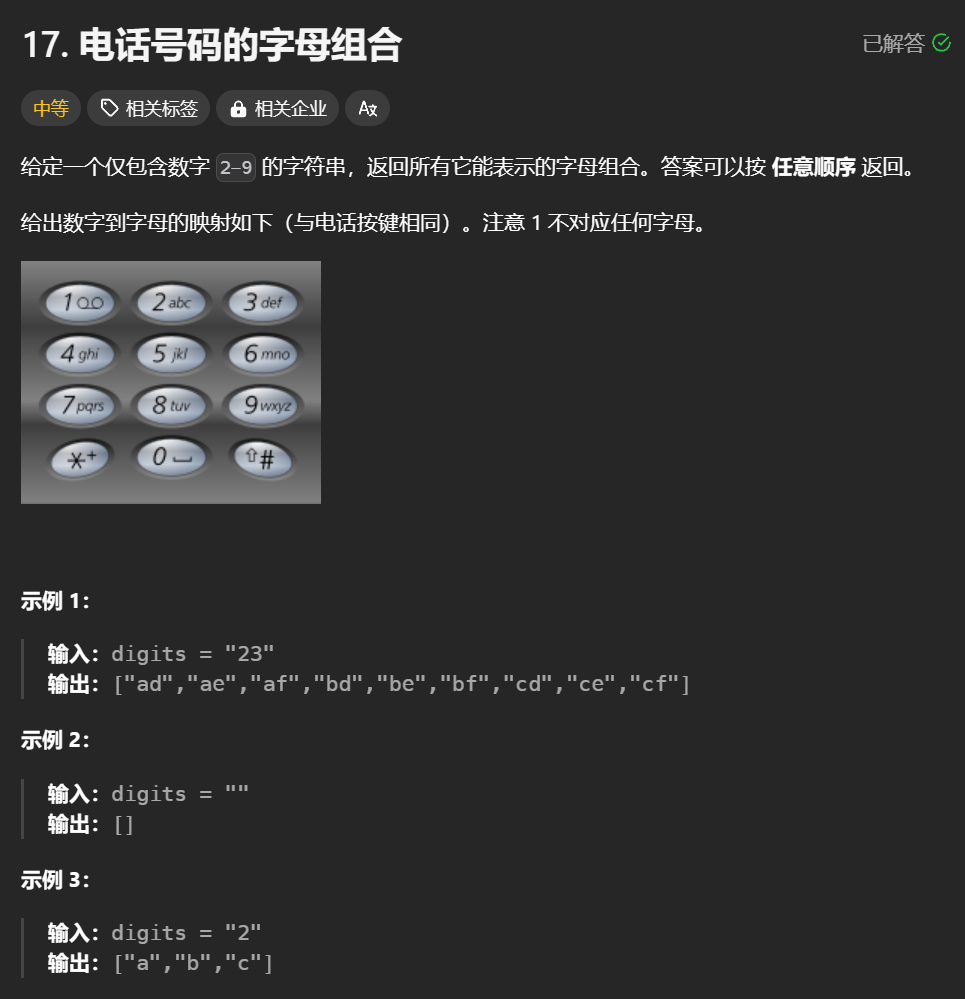 17. 电话号码的字母组合
已解答
中等 相关标签 相关企业 Az
给定一个仅包含数字 2-9 的字符串，返回所有它能表示的字母组合。答案可以按 任意顺序 返回。
给出数字到字母的映射如下（与电话按键相同）。注意 1 不对应任何字母。
1 2 abc 3 def
4 ghi 5 jkl 6 mno
7 pqrs 8 tuv 9 wxyz
*+ 0 ⇧#
示例 1：
输入：digits = "23"
输出：["ad","ae","af","bd","be","bf","cd","ce","cf"]
示例 2：
输入：digits = ""
输出：[]
示例 3：
输入：digits = "2"
输出：["a","b","c"]